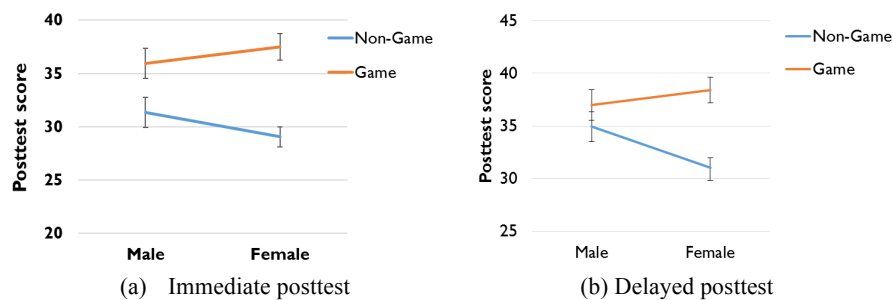 40
35
30
25
20
Posttest score
Male
Female
Non-Game
Game
(a) Immediate posttest
45
40
35
30
25
Posttest score
Male
Female
Non-Game
Game
(b) Delayed posttest